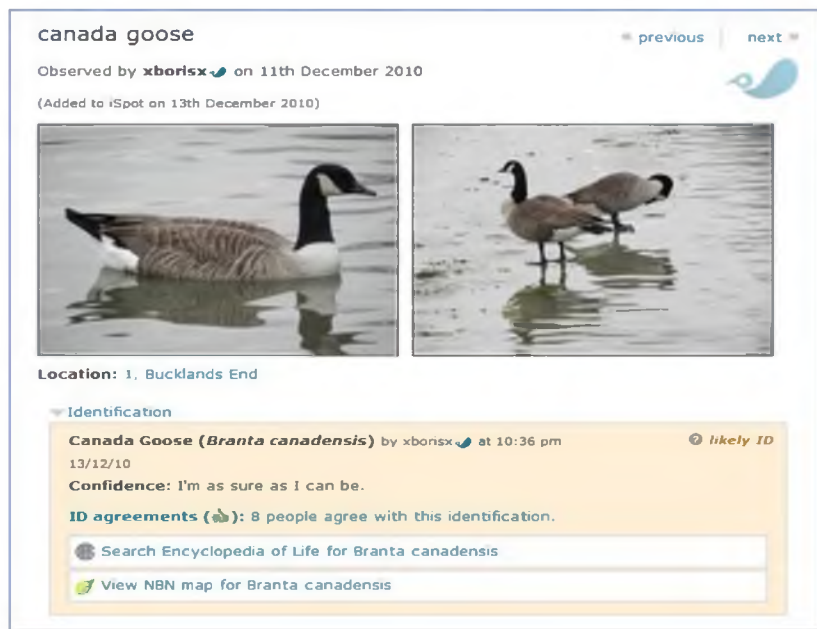 canada goose
previous next
Observed by xborisx on 11th December 2010
(Added to iSpot on 13th December 2010)
Location: 1, Bucklands End
Identification
Canada Goose (Branta canadensis) by xborisx at 10:36 pm
likely ID
13/12/10
Confidence: I'm as sure as I can be.
ID agreements ( ): 8 people agree with this identification.
Search Encyclopedia of Life for Branta canadensis
View NBN map for Branta canadensis